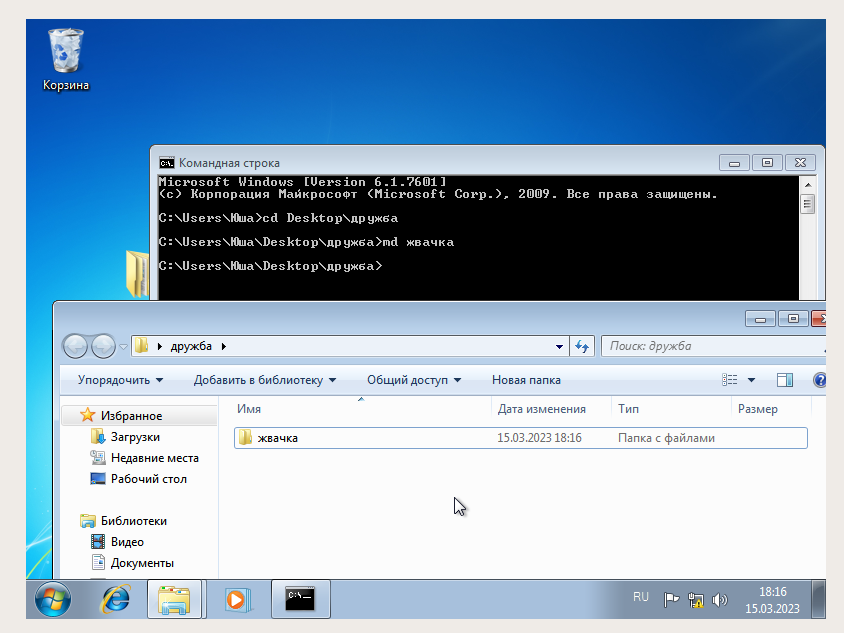 Корзина
Командная строка
Microsoft Windows [Version 6.1.7601]
(c) Корпорация Майкрософт (Microsoft Corp.), 2009. Все права защищены.
C:\Users\Юша>cd Desktop\дружба
C:\Users\Юша\Desktop\дружба>md жвачка
C:\Users\Юша\Desktop\дружба>
дружба
Поиск: дружба
Упорядочить Добавить в библиотеку Общий доступ Новая папка
Имя Дата изменения Тип Размер
жвачка 15.03.2023 18:16 Папка с файлами
Избранное
Загрузки
Недавние места
Рабочий стол
Библиотеки
Видео
Документы
RU
18:16
15.03.2023